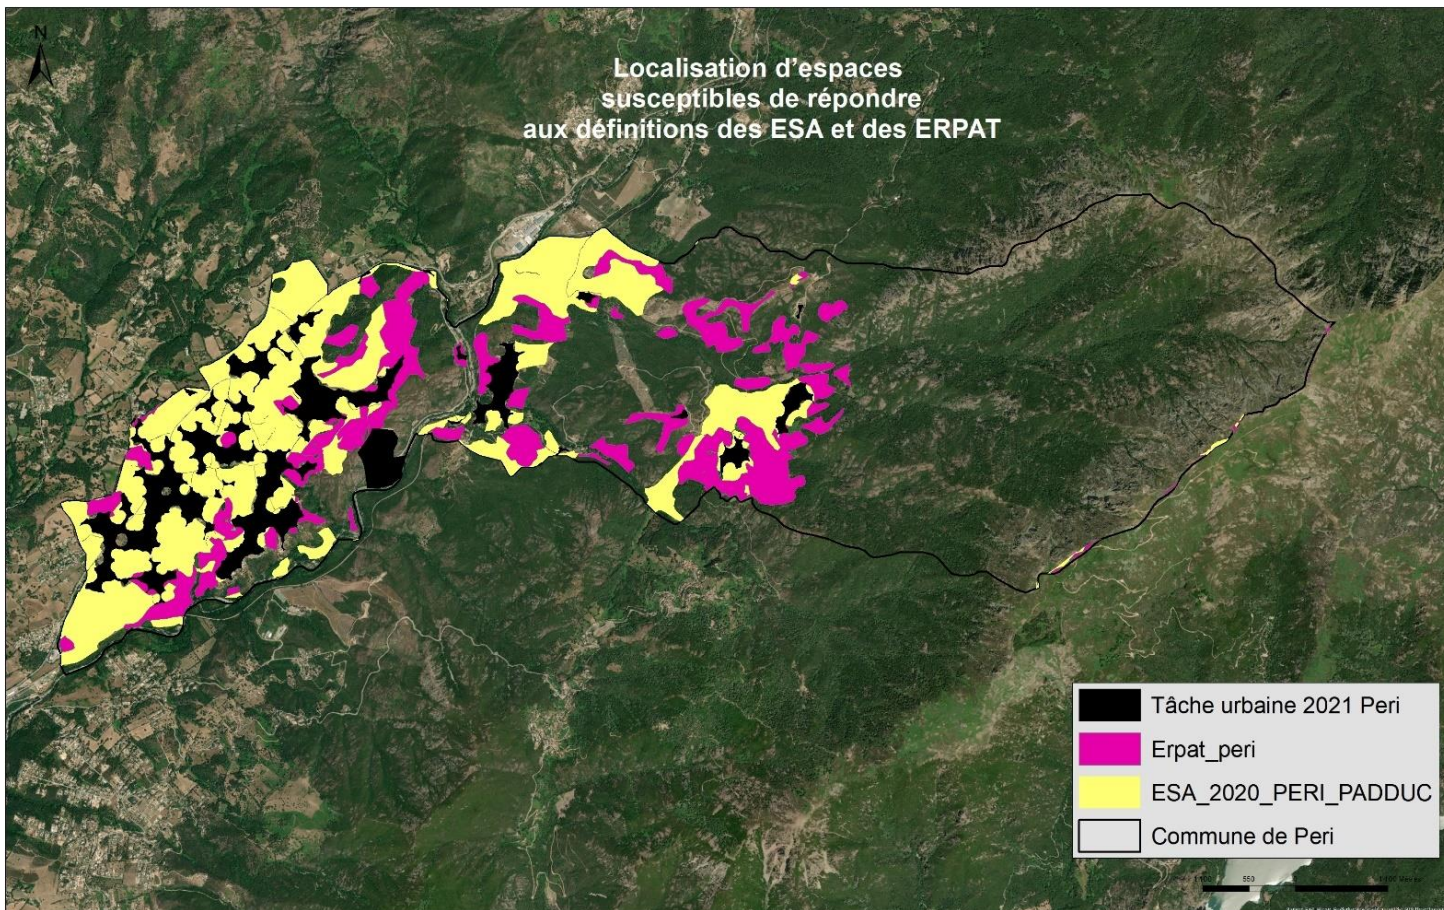 N
Localisation d'espaces
susceptibles de répondre
aux définitions des ESA et des ERPAT
Tâche urbaine 2021 Peri
Erpat_peri
ESA_2020_PERI_PADDUC
Commune de Peri
550